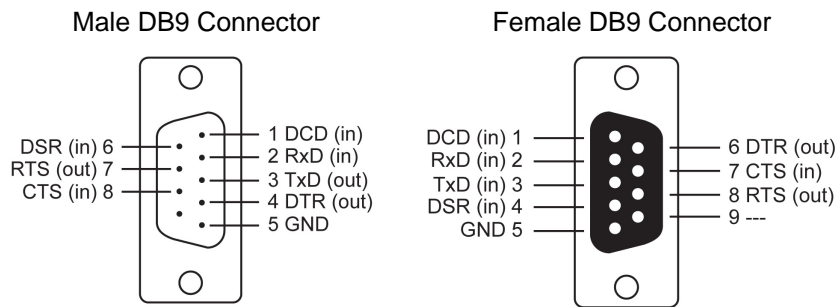 Male DB9 Connector
DSR (in) 6
RTS (out) 7
CTS (in) 8
1 DCD (in)
2 RxD (in)
3 TxD (out)
4 DTR (out)
5 GND
Female DB9 Connector
DCD (in) 1
RxD (in) 2
TxD (in) 3
DSR (in) 4
GND 5
6 DTR (out)
7 CTS (in)
8 RTS (out)
9 ---